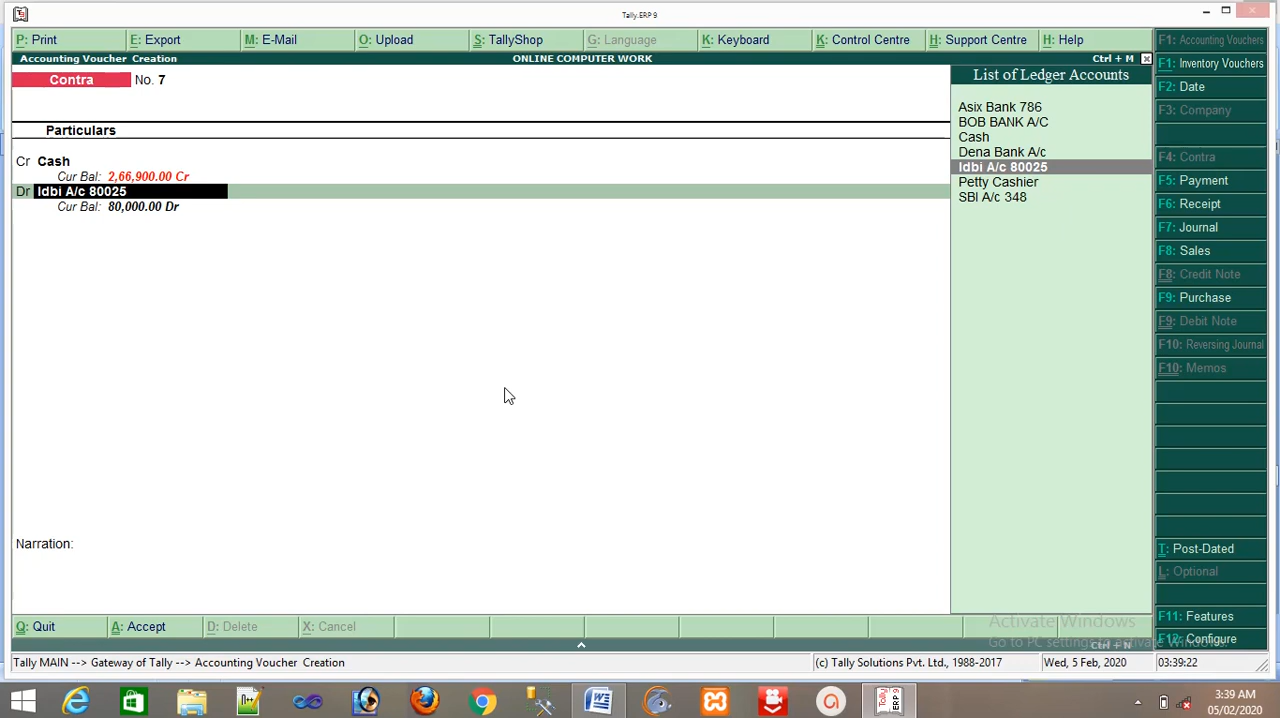 Tally.ERP 9
P: Print E: Export M: E-Mail O: Upload S: TallyShop G: Language K: Keyboard K: Control Centre H: Support Centre H: Help
Accounting Voucher Creation ONLINE COMPUTER WORK Ctrl + M
Contra No. 7
Particulars
Cr Cash
Cur Bal: 2,66,900.00 Cr
Dr Idbi A/c 80025
Cur Bal: 80,000.00 Dr
Narration:
List of Ledger Accounts
Asix Bank 786
BOB BANK A/C
Cash
Dena Bank A/c
Idbi A/c 80025
Petty Cashier
SBI A/c 348
F1: Accounting Vouchers
F1: Inventory Vouchers
F2: Date
F3: Company
F4: Contra
F5: Payment
F6: Receipt
F7: Journal
F8: Sales
F8: Credit Note
F9: Purchase
F9: Debit Note
F10: Reversing Journal
F10: Memos
T: Post-Dated
L: Optional
F11: Features
F12: Configure
Activate Windows
Go to PC settings to activate Windows.
Q: Quit A: Accept D: Delete X: Cancel
Ctrl + N
Tally MAIN --> Gateway of Tally --> Accounting Voucher Creation (c) Tally Solutions Pvt. Ltd., 1988-2017 Wed, 5 Feb, 2020 03:39:22
3:39 AM
05/02/2020